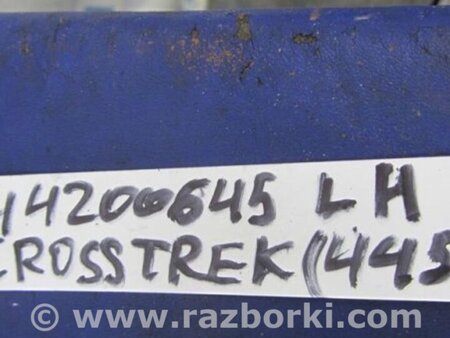 14200645 LH
CROSSTREK (445
© www.razborki.com